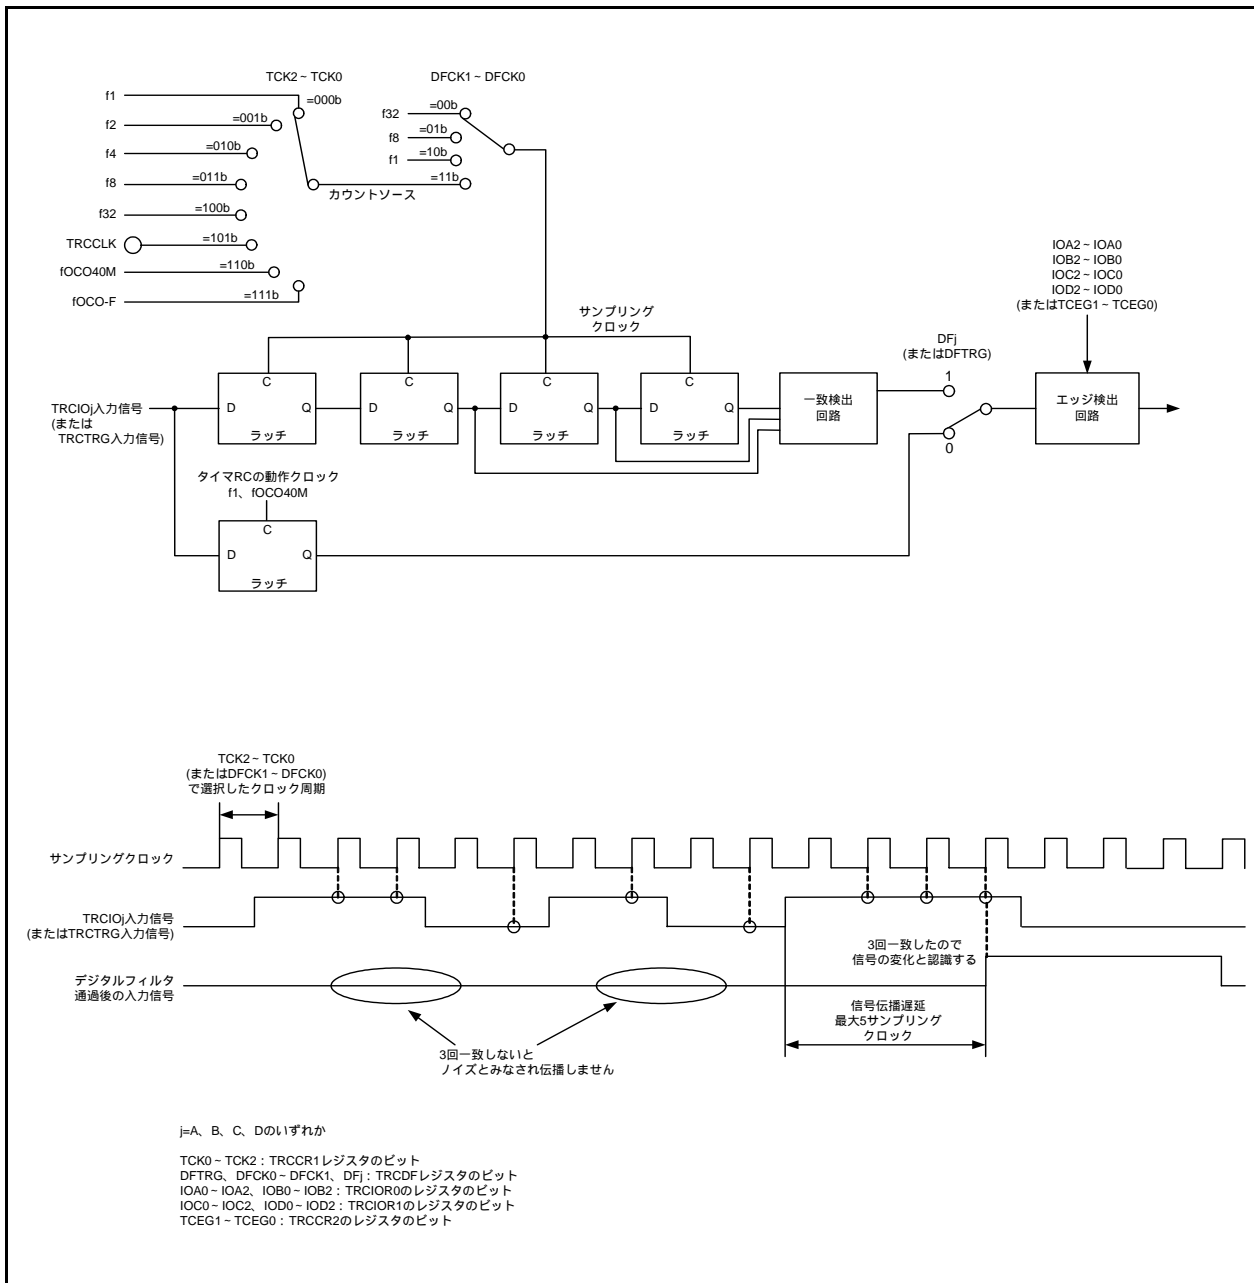 TCK2~TCK0
DFCK1~DFCK0
f1
=000b
f2
=001b
f4
=010b
f8
=011b
f32
=100b
TRCCLK
=101b
fOCO40M
=110b
fOCO-F
=111b
f32
=00b
f8
=01b
f1
=10b
=11b
カウントソース
サンプリング
クロック
IOA2~IOA0
IOB2~IOB0
IOC2~IOC0
IOD2~IOD0
(またはTCEG1~TCEG0)
DFj
(またはDFTRG)
1
0
TRCIOj入力信号
(または
TRCTRG入力信号)
C
D
Q
ラッチ
C
D
Q
ラッチ
C
D
Q
ラッチ
C
D
Q
ラッチ
一致検出
回路
エッジ検出
回路
タイマRCの動作クロック
f1、fOCO40M
C
D
Q
ラッチ
TCK2~TCK0
(またはDFCK1~DFCK0)
で選択したクロック周期
サンプリングクロック
TRCIOj入力信号
(またはTRCTRG入力信号)
3回一致したので
信号の変化と認識する
デジタルフィルタ
通過後の入力信号
信号伝播遅延
最大5サンプリング
クロック
3回一致しないと
ノイズとみなされ伝播しません
j=A、B、C、Dのいずれか
TCK0~TCK2:TRCCR1レジスタのビット
DFTRG、DFCK0~DFCK1、DFj:TRCDFレジスタのビット
IOA0~IOA2、IOB0~IOB2:TRCIOR0のレジスタのビット
IOC0~IOC2、IOD0~IOD2:TRCIOR1のレジスタのビット
TCEG1~TCEG0:TRCCR2のレジスタのビット